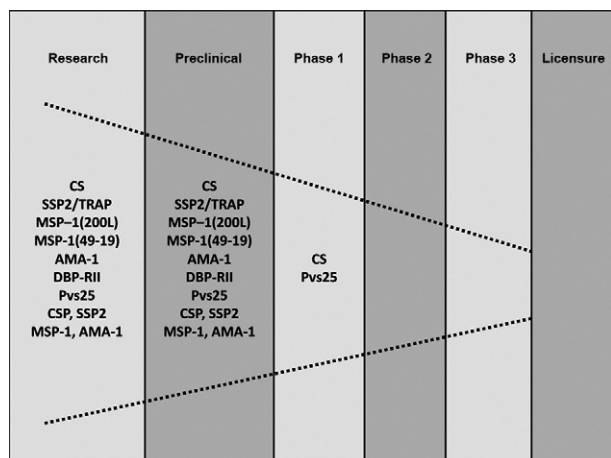 Research
Preclinical
Phase 1
Phase 2
Phase 3
Licensure
CS
SSP2/TRAP
MSP–1(200L)
MSP-1(49-19)
AMA-1
DBP-RII
Pvs25
CSP, SSP2
MSP-1, AMA-1
CS
SSP2/TRAP
MSP–1(200L)
MSP-1(49-19)
AMA-1
DBP-RII
Pvs25
CSP, SSP2
MSP-1, AMA-1
CS
Pvs25